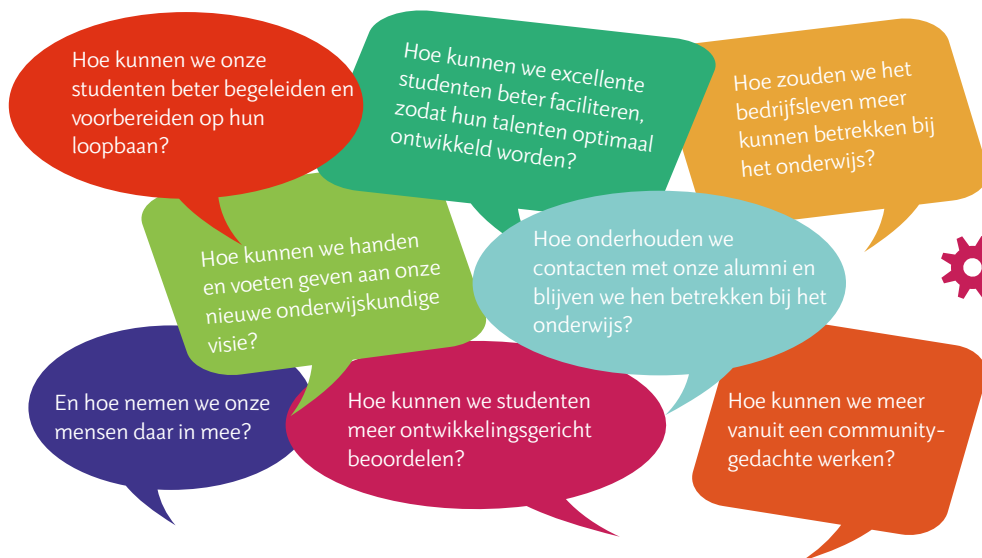 Hoe kunnen we onze
studenten beter begeleiden en
voorbereiden op hun
loopbaan?
Hoe kunnen we excellente
studenten beter faciliteren,
zodat hun talenten optimaal
ontwikkeld worden?
Hoe zouden we het
bedrijfsleven meer
kunnen betrekken bij
het onderwijs?
Hoe kunnen we handen
en voeten geven aan onze
nieuwe onderwijskundige
visie?
Hoe onderhouden we
contacten met onze alumni en
blijven we hen betrekken bij het
onderwijs?
En hoe nemen we onze
mensen daar in mee?
Hoe kunnen we studenten
meer ontwikkelingsgericht
beoordelen?
Hoe kunnen we meer
vanuit een community-
gedachte werken?